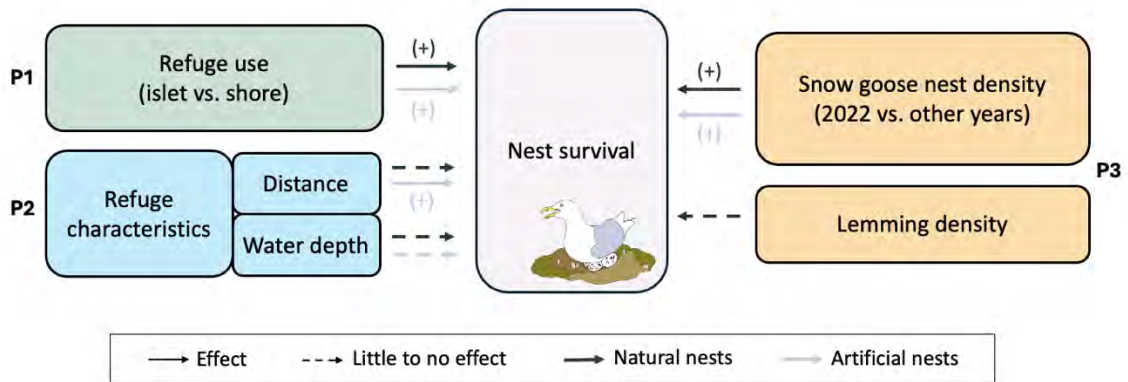 P1
Refuge use
(islet vs. shore)
(+)
(+)
P2
Refuge
characteristics
Distance
Water depth
(+)
Nest survival
(+)
(+)
Snow goose nest density
(2022 vs. other years)
P3
Lemming density
Effect
Little to no effect
Natural nests
Artificial nests